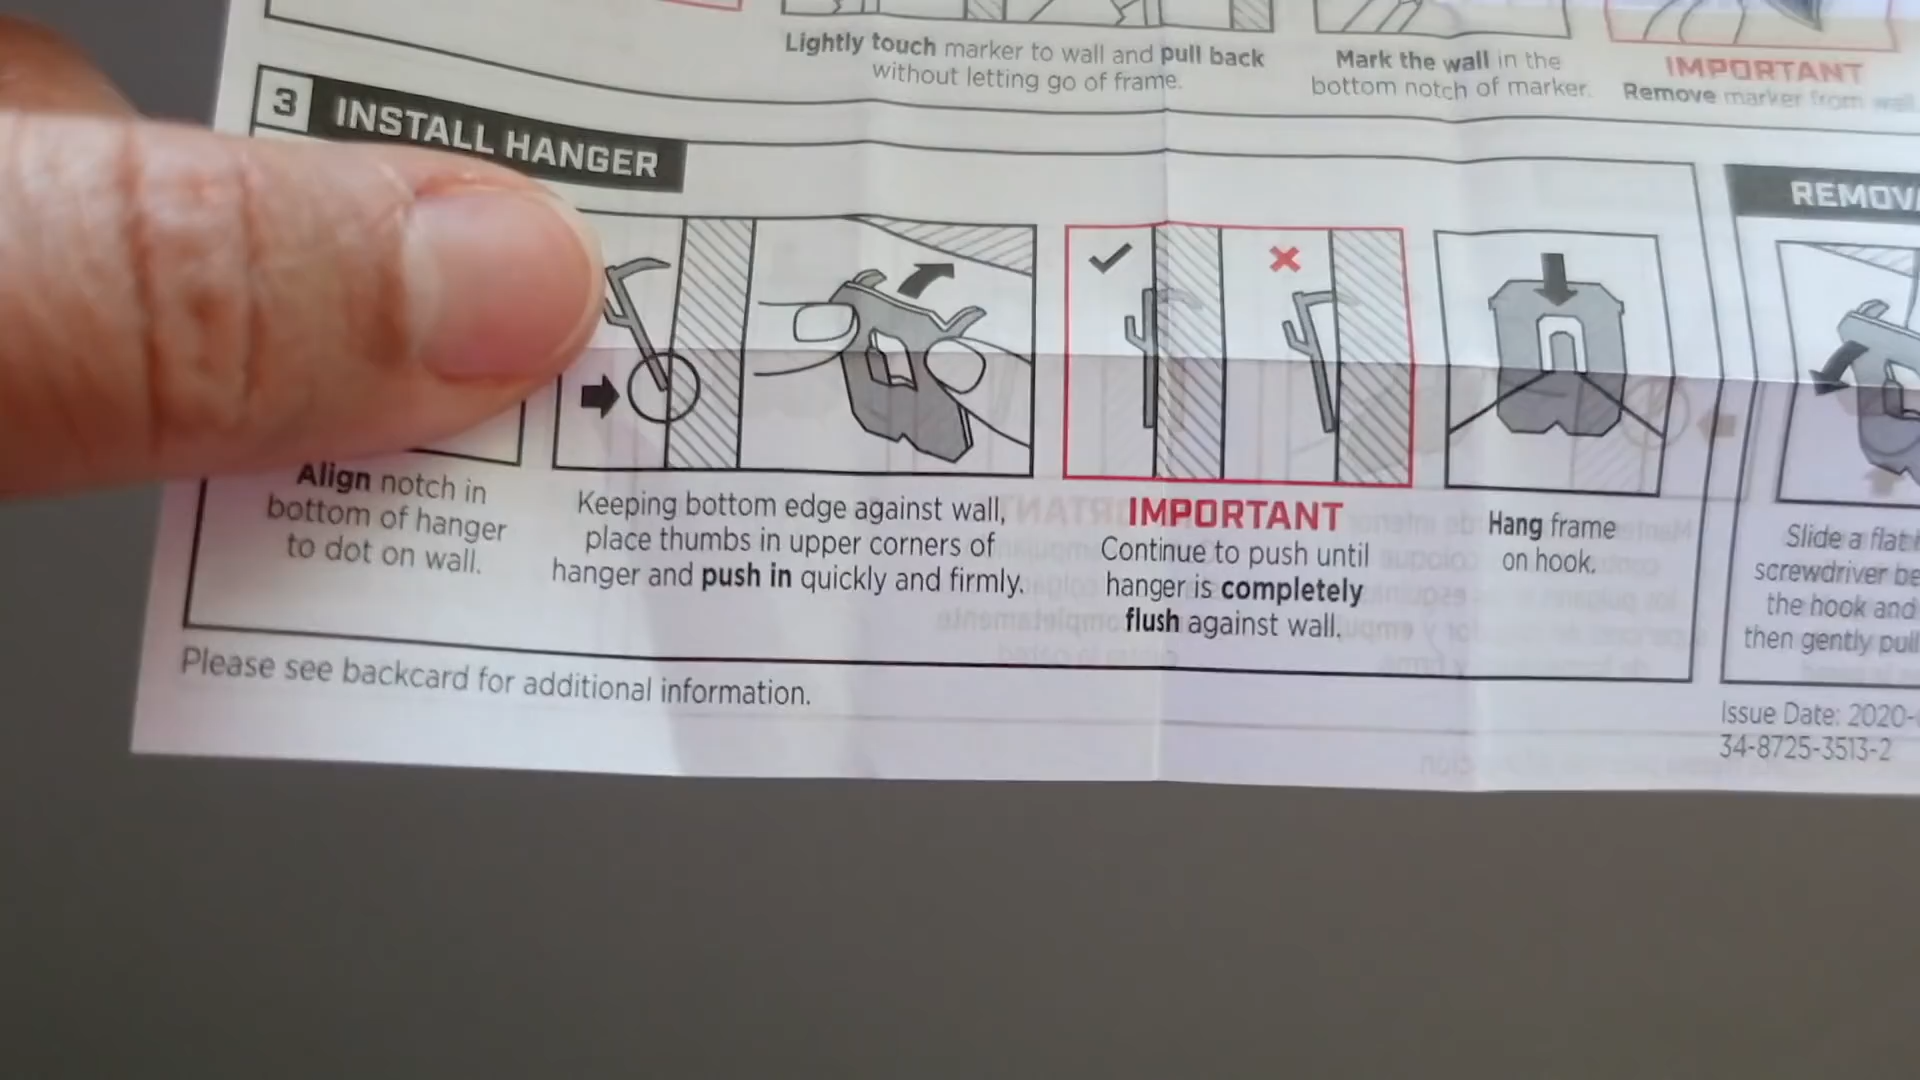 Lightly touch marker to wall and pull back
without letting go of frame.
Mark the wall in the
bottom notch of marker.
IMPORTANT
Remove marker from wall
3 INSTALL HANGER
Align notch in
bottom of hanger
to dot on wall.
Keeping bottom edge against wall,
place thumbs in upper corners of
hanger and push in quickly and firmly.
IMPORTANT
Continue to push until
hanger is completely
flush against wall.
Hang frame
on hook.
Slide a flat
screwdriver
the hook and
then gently pull
Please see backcard for additional information.
Issue Date: 2020-
34-8725-3513-2